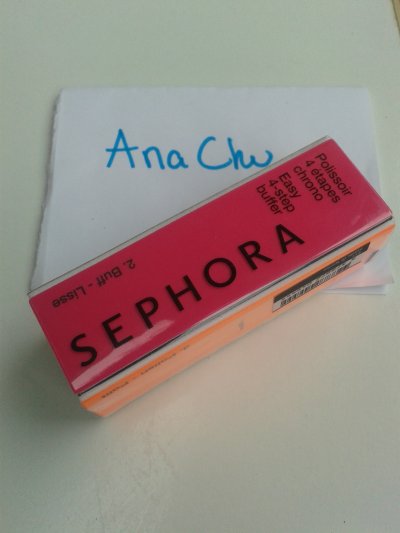 Ana Chu
Polissoir
4 étapes
chrono
Easy
4-step
buffer
2. Buff - Lisse
SEPHORA